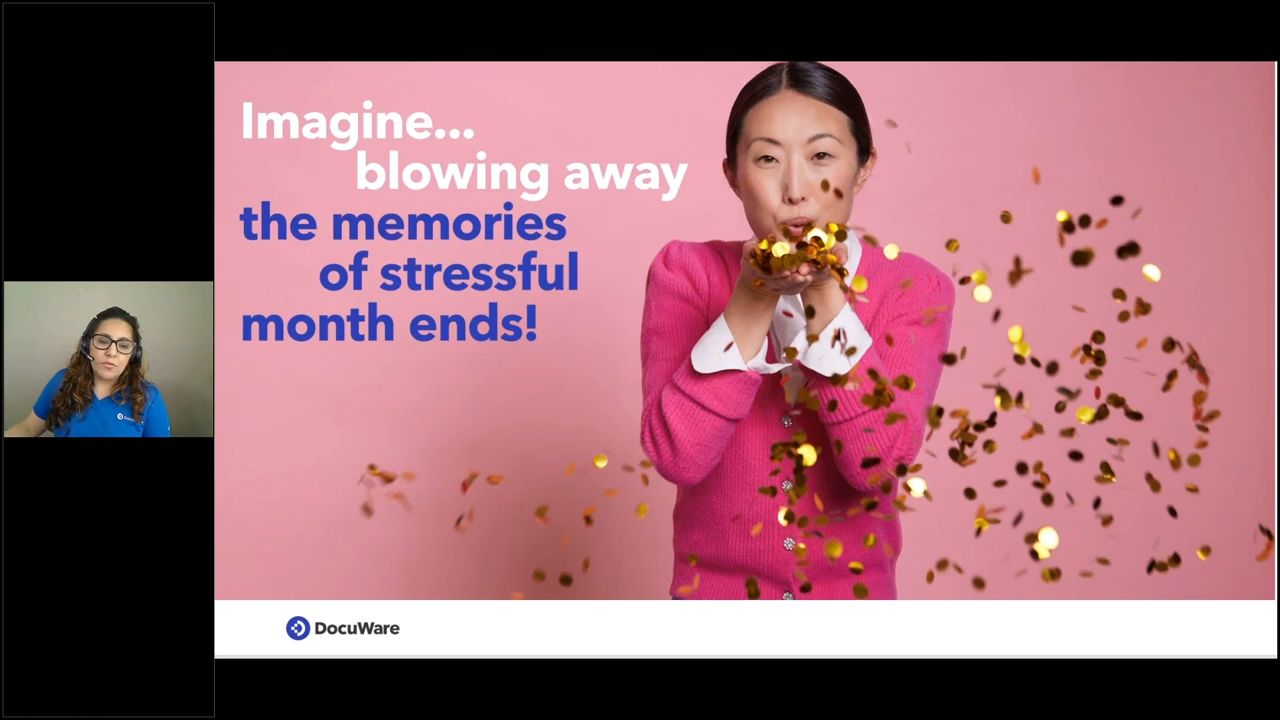 Imagine...
blowing away
the memories
of stressful
month ends!
DocuWare